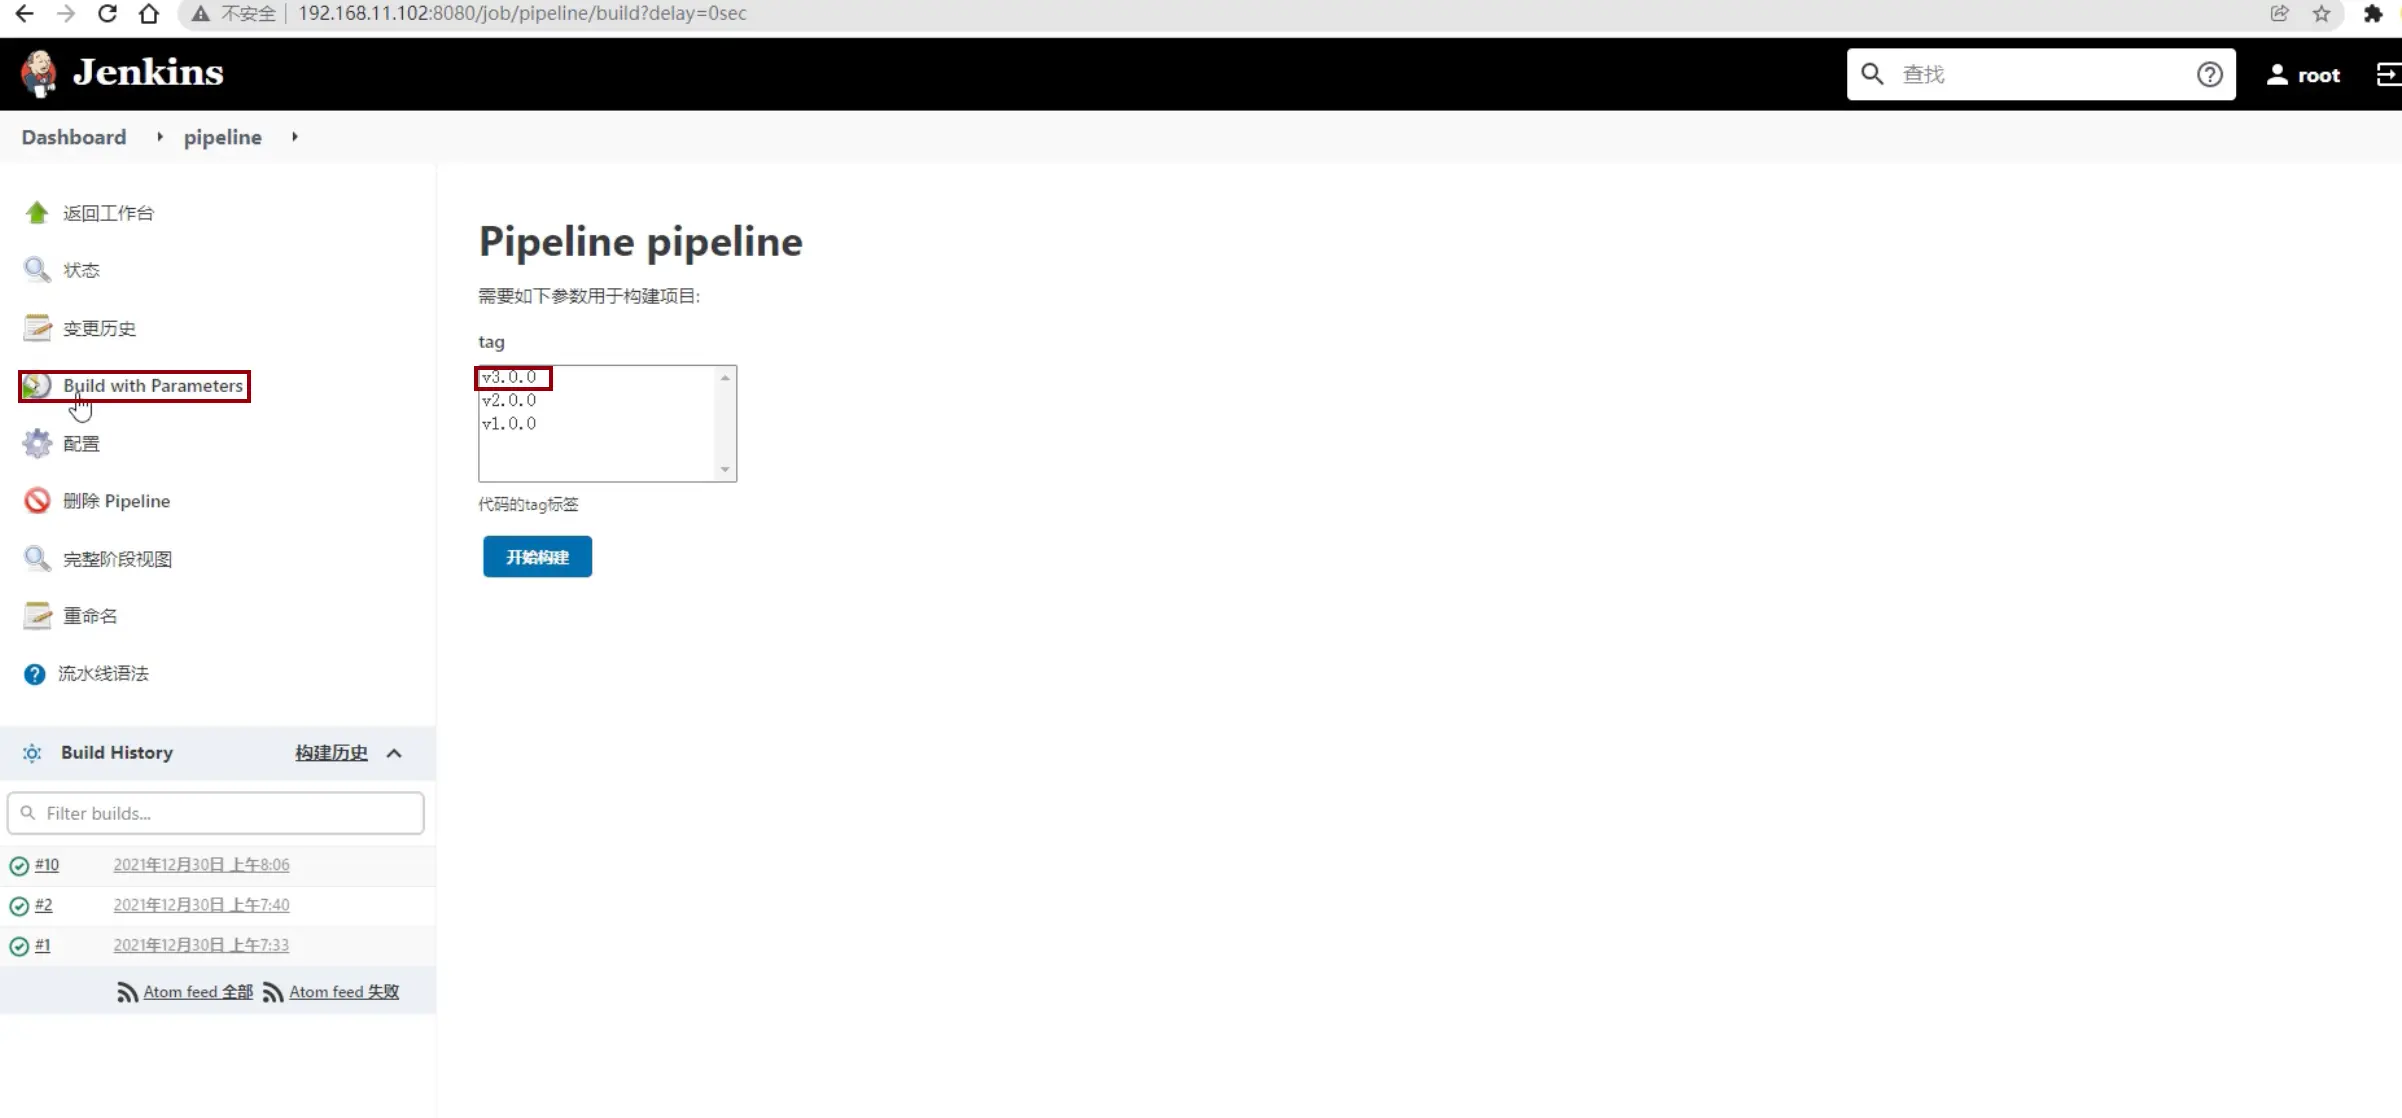 不安全 | 192.168.11.102:8080/job/pipeline/build?delay=0sec
Jenkins
查找
root
Dashboard
pipeline
返回工作台
状态
变更历史
Build with Parameters
配置
删除 Pipeline
完整阶段视图
重命名
流水线语法
Pipeline pipeline
需要如下参数用于构建项目:
tag
v3.0.0
v2.0.0
v1.0.0
代码的tag标签
开始构建
Build History
构建历史
Filter builds...
#10 2021年12月30日 上午8:06
#2 2021年12月30日 上午7:40
#1 2021年12月30日 上午7:33
Atom feed 全部 Atom feed 失败